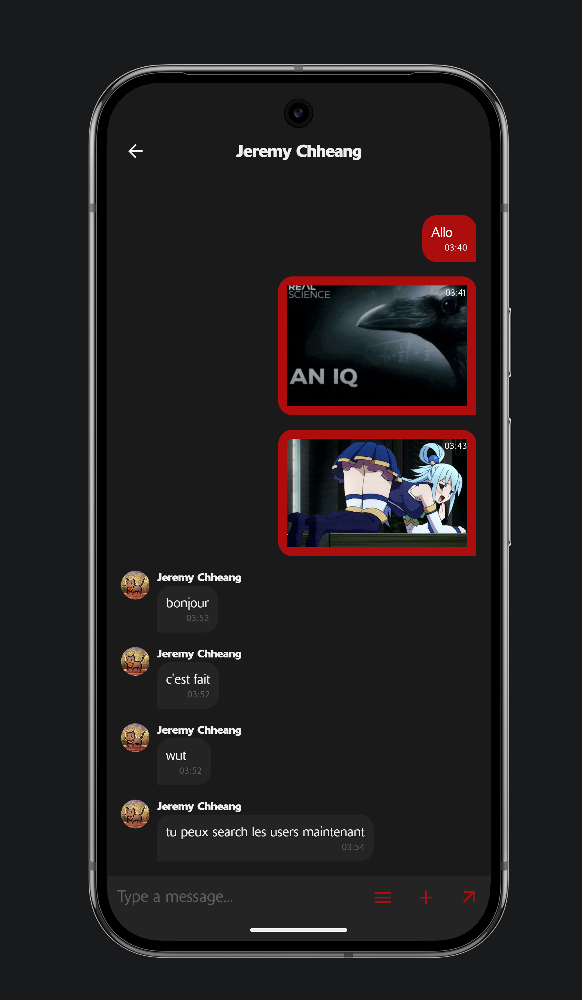 Jeremy Chheang
Allo
03:40
REAL
SCIENCE
03:41
AN IQ
03:43
Jeremy Chheang
bonjour
03:52
Jeremy Chheang
c'est fait
03:52
Jeremy Chheang
wut
03:52
Jeremy Chheang
tu peux search les users maintenant
03:54
Type a message...